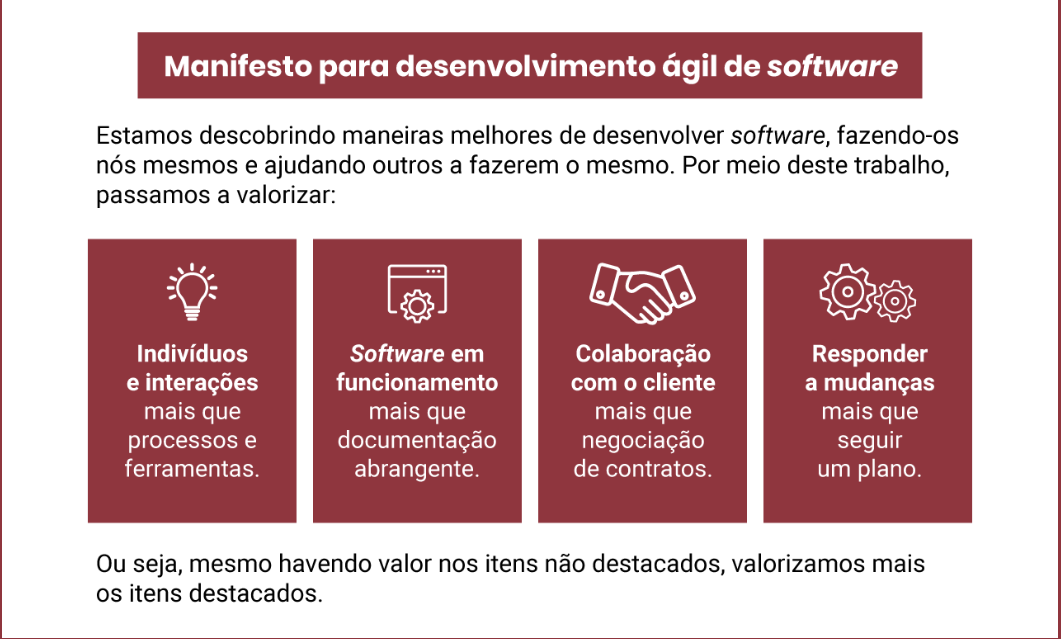 Manifesto para desenvolvimento ágil de software
Estamos descobrindo maneiras melhores de desenvolver software, fazendo-os
nós mesmos e ajudando outros a fazerem o mesmo. Por meio deste trabalho,
passamos a valorizar:
Indivíduos
e interações
mais que
processos e
ferramentas.
Software em
funcionamento
mais que
documentação
abrangente.
Colaboração
com o cliente
mais que
negociação
de contratos.
Responder
a mudanças
mais que
seguir
um plano.
Ou seja, mesmo havendo valor nos itens não destacados, valorizamos mais
os itens destacados.